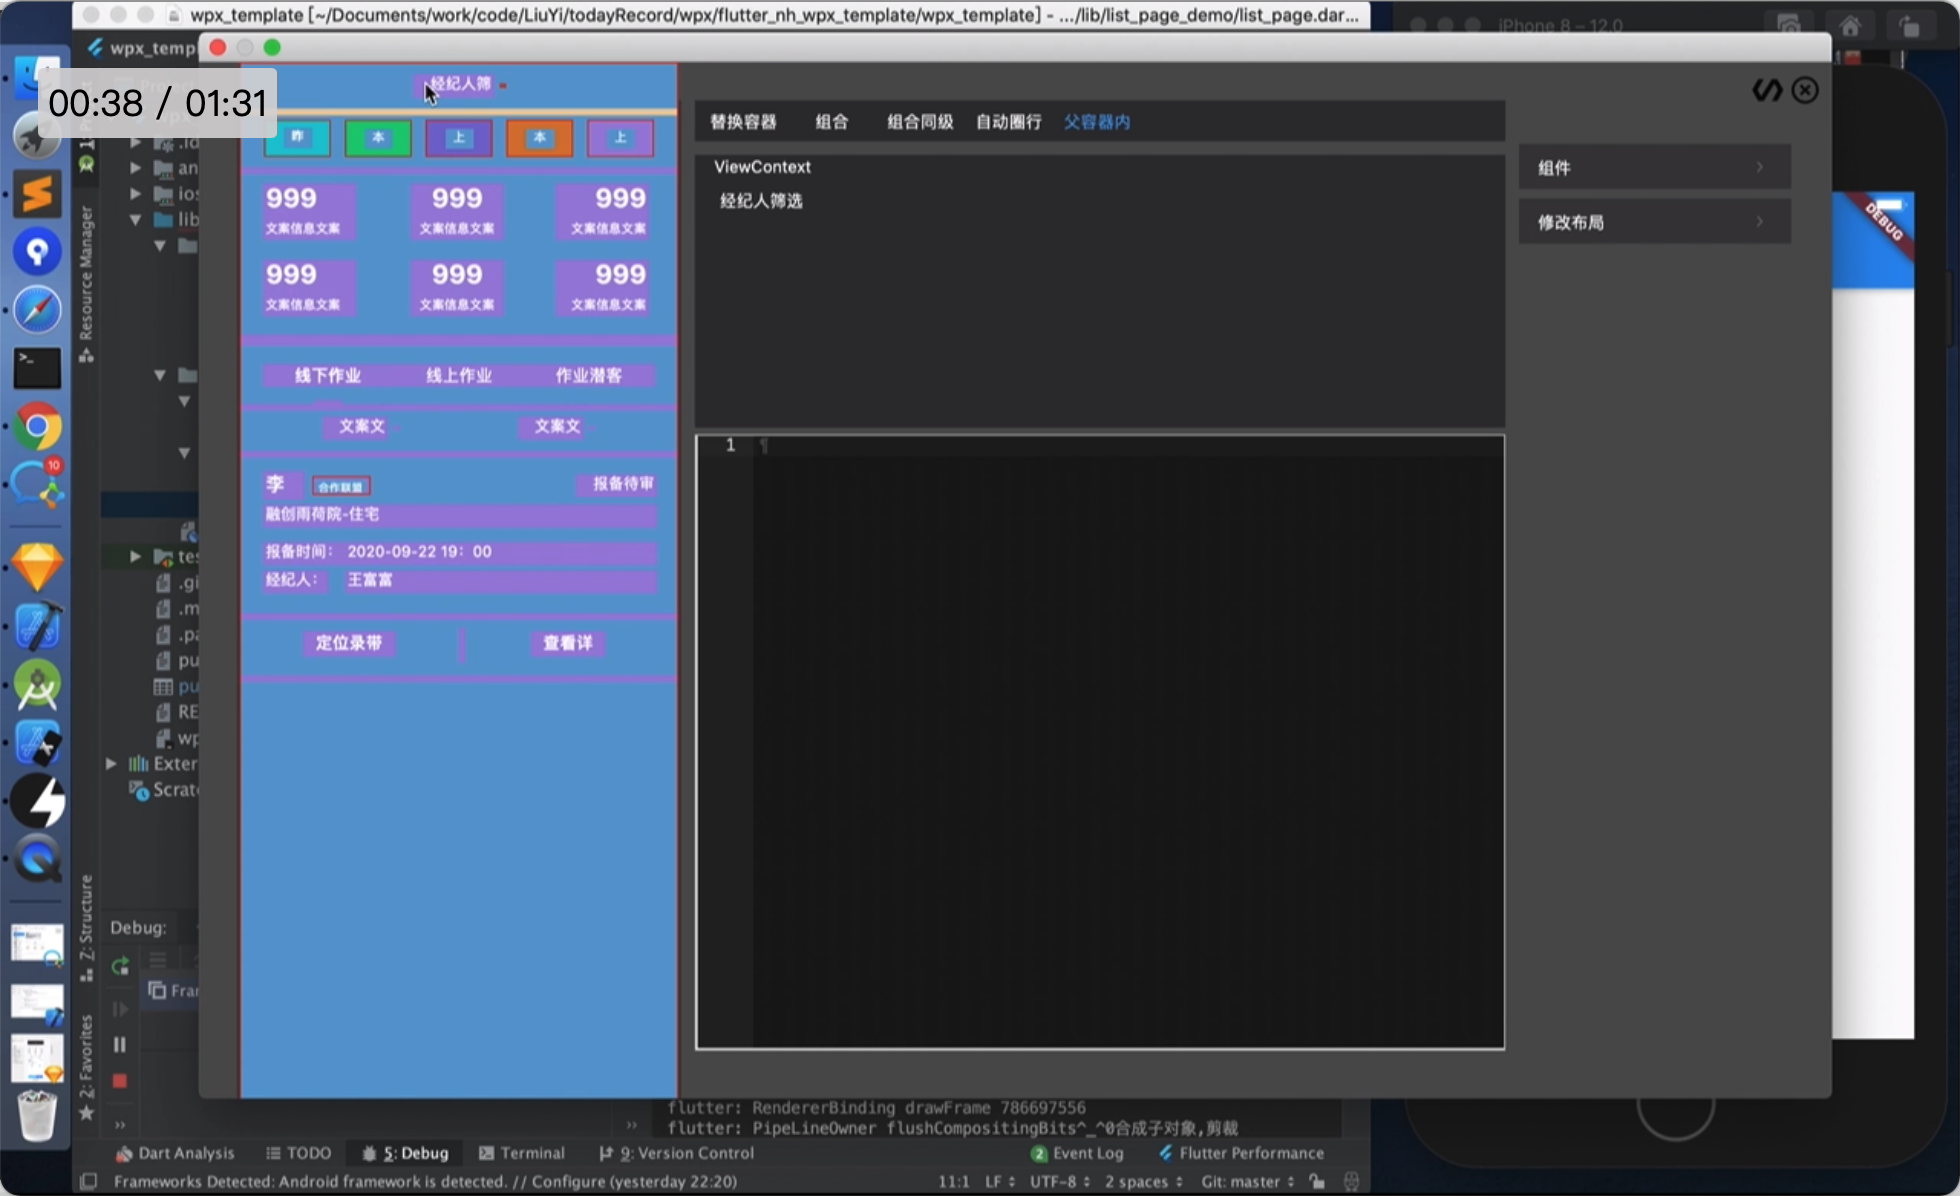 wpx_template [~/Documents/work/code/LiuYi/todayRecord/wpx/flutter_nh_wpx_template/wpx_template] - .../lib/list_page_demo/list_page.dar...
iPhone 8 – 12.0
wpx_temp
00:38 / 01:31
经纪人筛
昨
本
上
本
上
999
999
999
文案信息文案
文案信息文案
文案信息文案
999
999
999
文案信息文案
文案信息文案
文案信息文案
线下作业
线上作业
作业潜客
文案文
文案文
李
合作联盟
报备待审
融创雨荷院-住宅
报备时间： 2020-09-22 19：00
经纪人： 王富富
定位录带
查看详
替换容器
组合
组合同级
自动圈行
父容器内
ViewContext
经纪人筛选
1
组件
修改布局
DEBUG
Resource Manager
.id
an
ios
lib
tes
.gi
.m
.pa
pu
pu
RE
wp
Exter
Scrat
10
Z: Structure
2: Favorites
Debug:
Fra
flutter: RendererBinding drawFrame 786697556
flutter: PipeLineOwner flushCompositingBits^_^0合成子对象,剪裁
Dart Analysis
TODO
5: Debug
Terminal
9: Version Control
2 Event Log
Flutter Performance
Frameworks Detected: Android framework is detected. // Configure (yesterday 22:20)
11:1
LF
UTF-8
2 spaces
Git: master